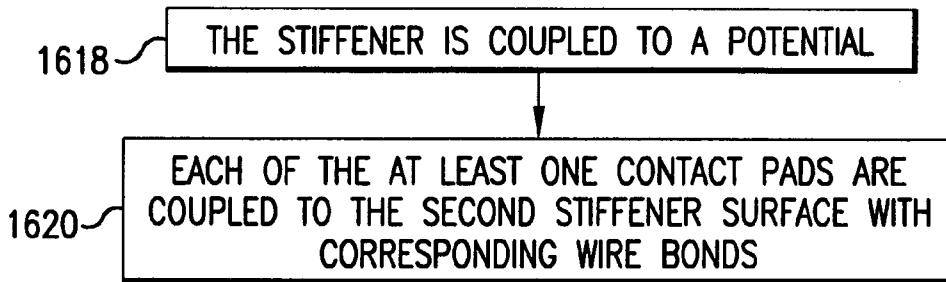 1618
THE STIFFENER IS COUPLED TO A POTENTIAL
1620
EACH OF THE AT LEAST ONE CONTACT PADS ARE
COUPLED TO THE SECOND STIFFENER SURFACE WITH
CORRESPONDING WIRE BONDS